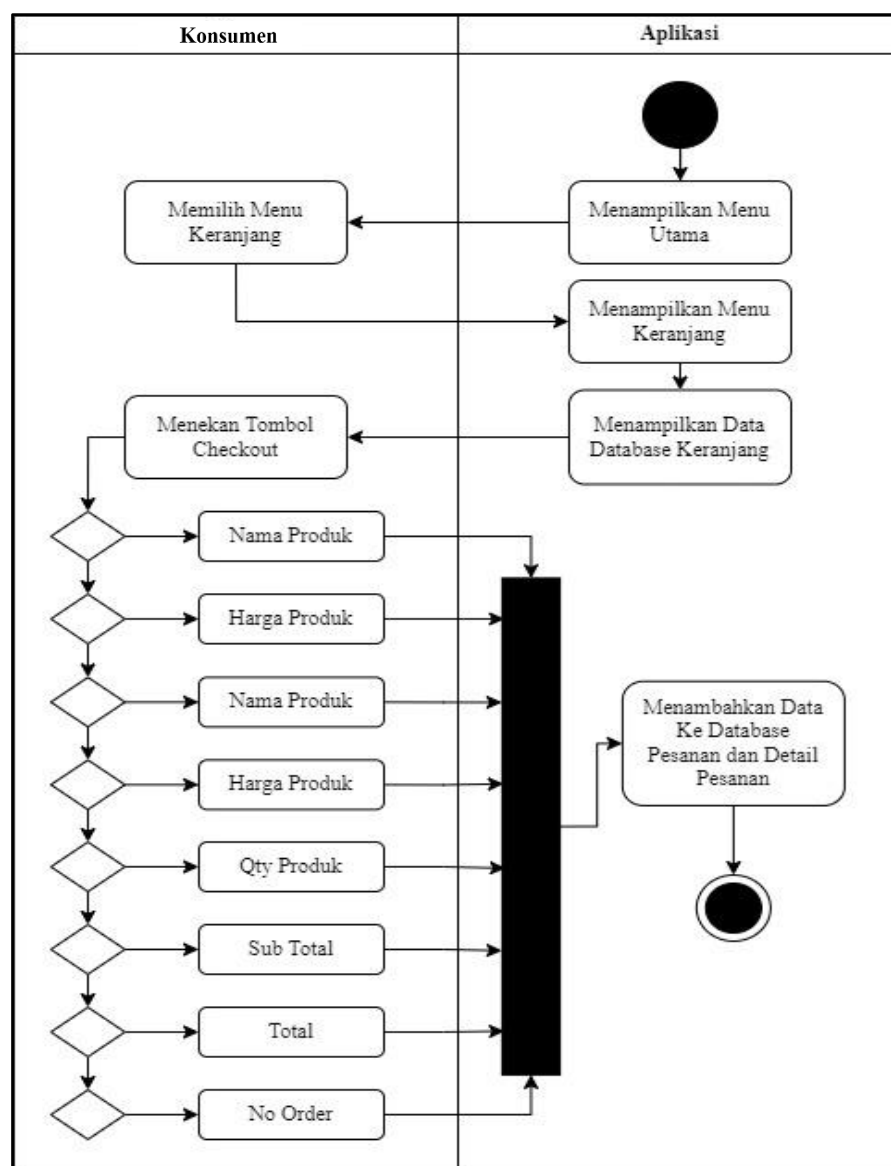 Konsumen
Aplikasi
Menampilkan Menu
Utama
Memilih Menu
Keranjang
Menampilkan Menu
Keranjang
Menampilkan Data
Database Keranjang
Menekan Tombol
Checkout
Nama Produk
Harga Produk
Nama Produk
Harga Produk
Qty Produk
Sub Total
Total
No Order
Menambahkan Data
Ke Database
Pesanan dan Detail
Pesanan